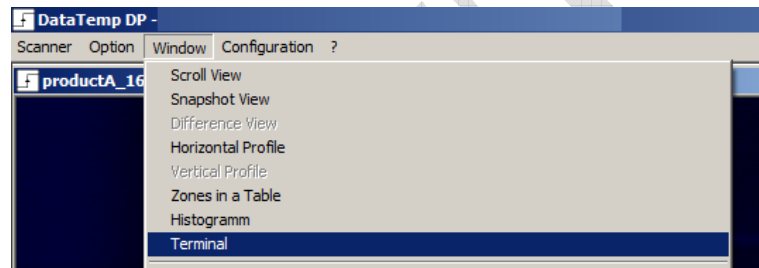 DataTemp DP -
Scanner Option Window Configuration ?
productA_16
Scroll View
Snapshot View
Difference View
Horizontal Profile
Vertical Profile
Zones in a Table
Histogramm
Terminal